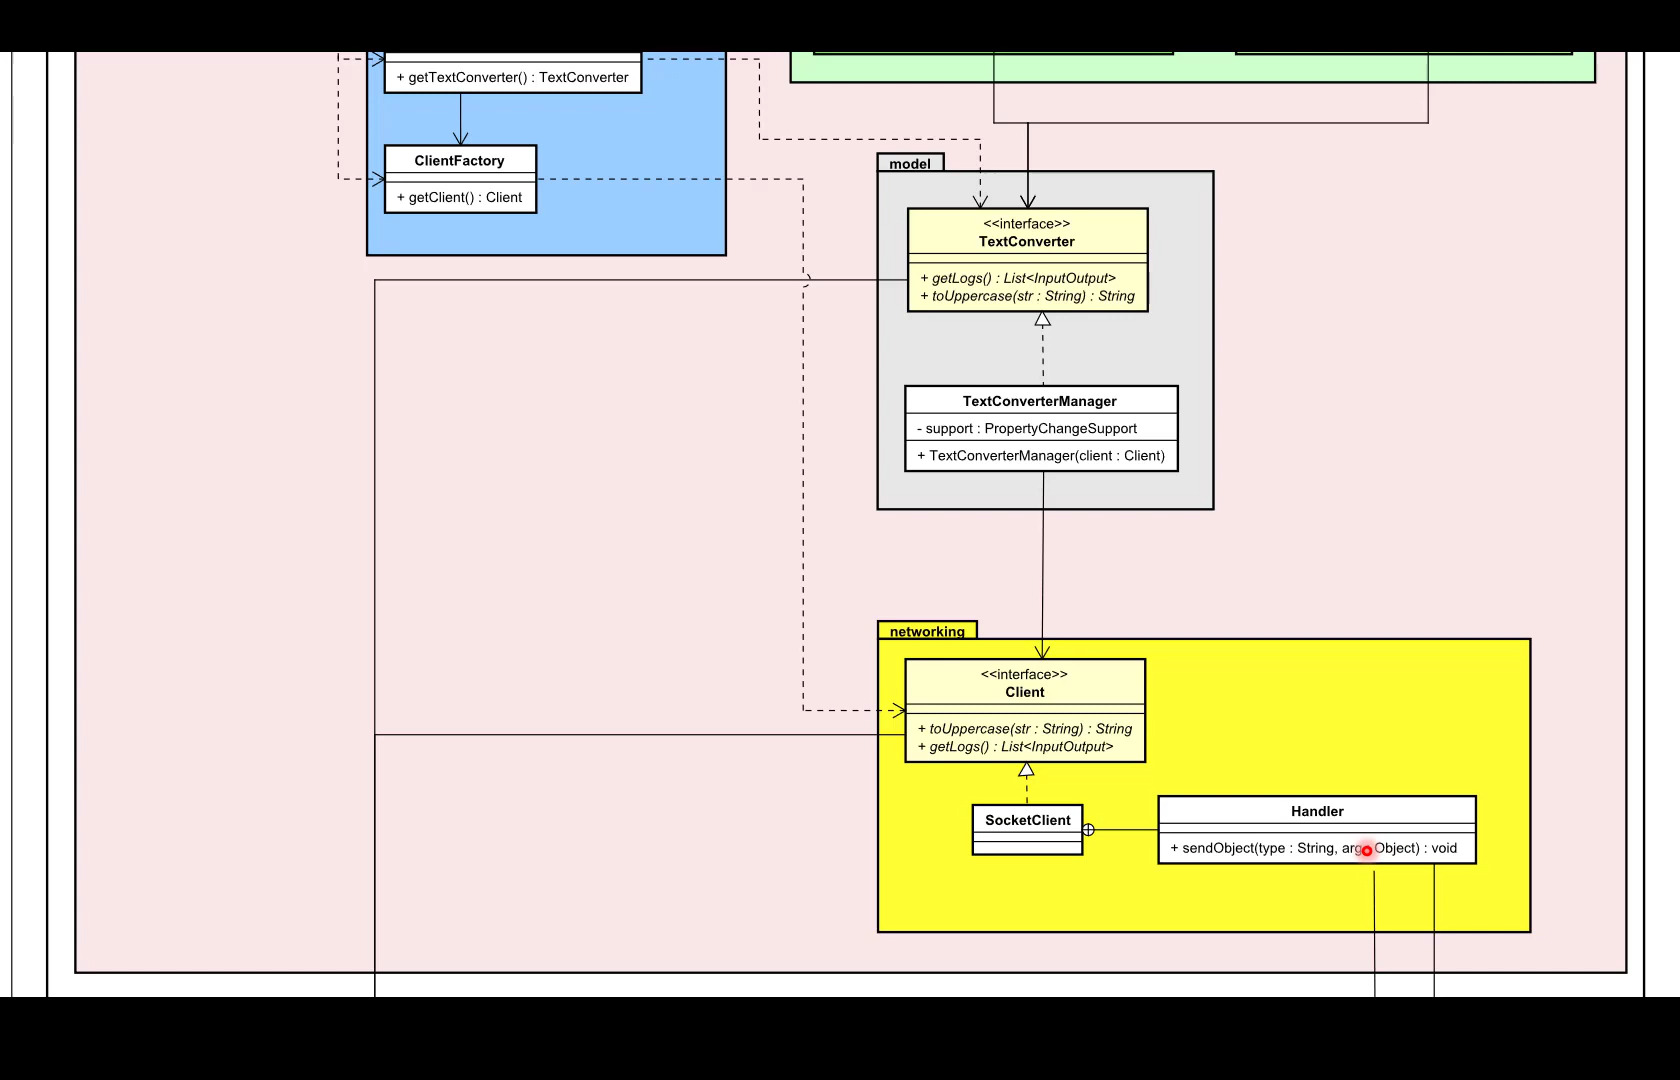 + getTextConverter() : TextConverter
ClientFactory
+ getClient() : Client
model
<<interface>>
TextConverter
+ getLogs() : List<InputOutput>
+ toUppercase(str : String) : String
TextConverterManager
- support : PropertyChangeSupport
+ TextConverterManager(client : Client)
networking
<<interface>>
Client
+ toUppercase(str : String) : String
+ getLogs() : List<InputOutput>
SocketClient
Handler
+ sendObject(type : String, Object) : void